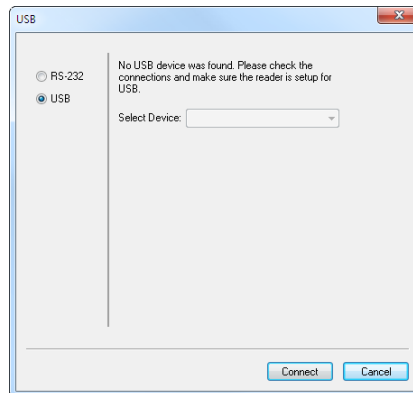 USB
RS-232
USB
No USB device was found. Please check the
connections and make sure the reader is setup for
USB.
Select Device:
Connect
Cancel